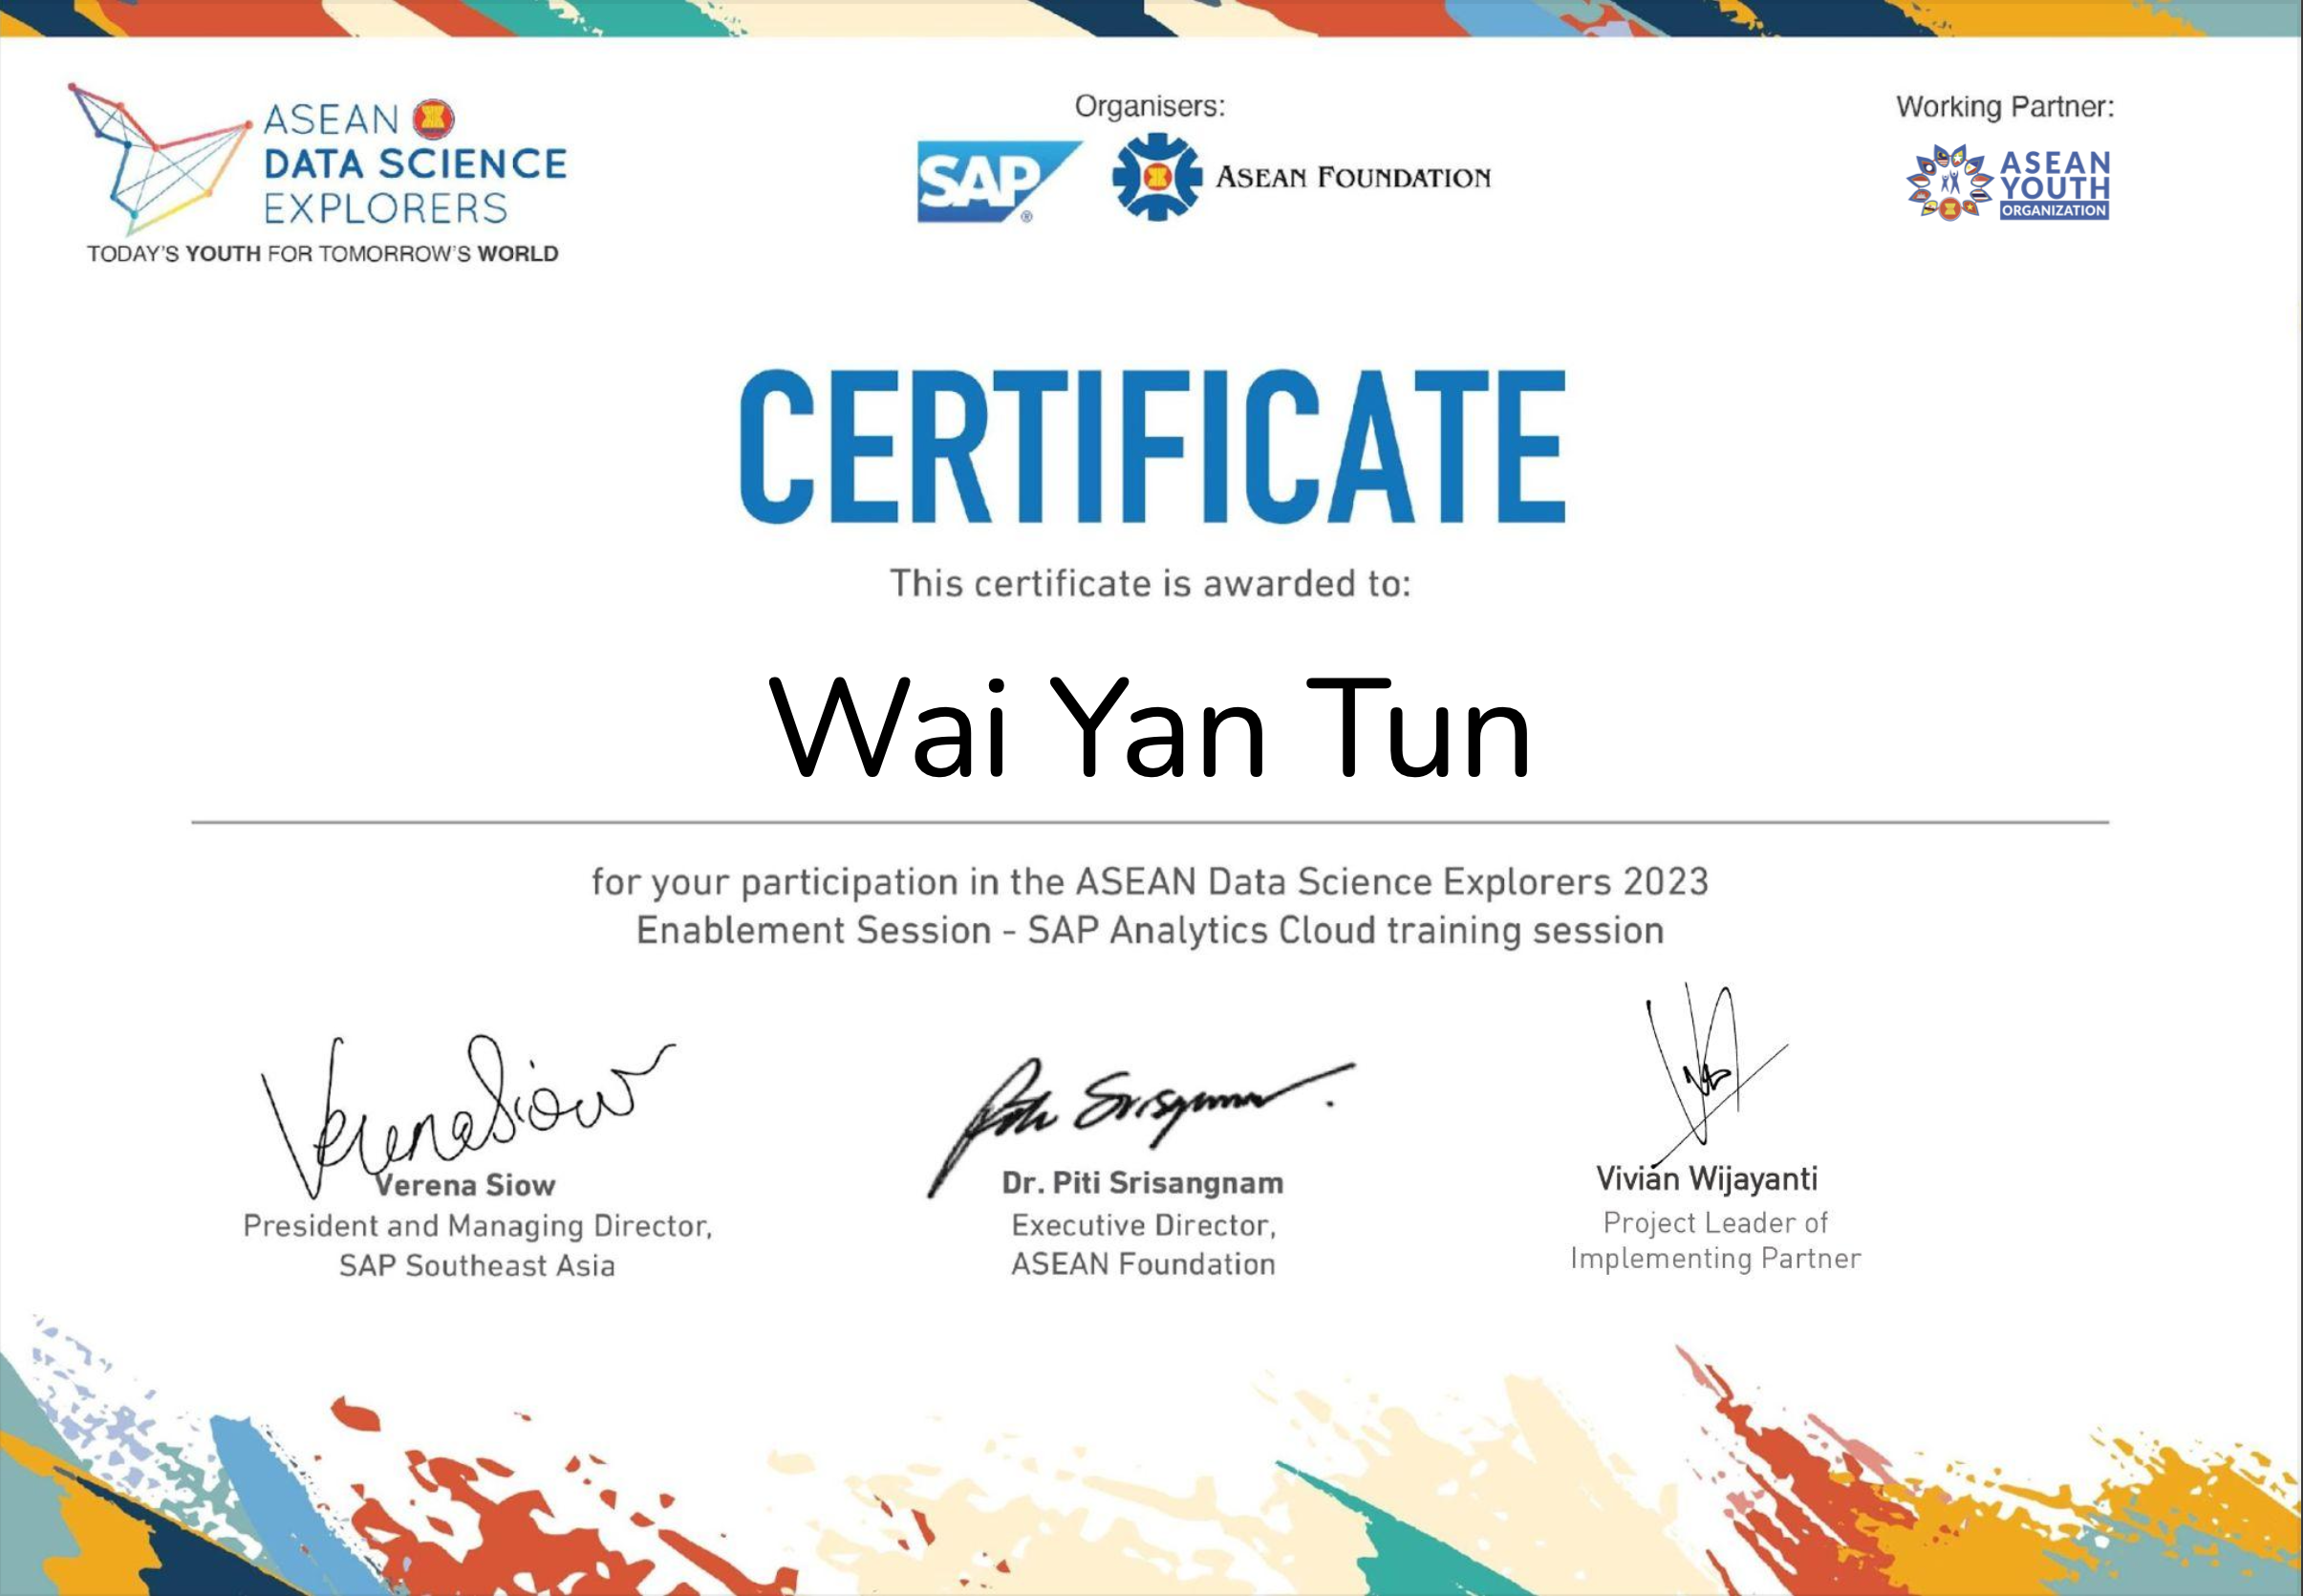 ASEAN
DATA SCIENCE
EXPLORERS
TODAY'S YOUTH FOR TOMORROW'S WORLD
Organisers:
SAP ®
ASEAN FOUNDATION
Working Partner:
ASEAN
YOUTH
ORGANIZATION
CERTIFICATE
This certificate is awarded to:
Wai Yan Tun
for your participation in the ASEAN Data Science Explorers 2023
Enablement Session - SAP Analytics Cloud training session
Verena Siow
Verena Siow
President and Managing Director,
SAP Southeast Asia
Dr. Piti Srisangnam
Executive Director,
ASEAN Foundation
Vivian Wijayanti
Project Leader of
Implementing Partner